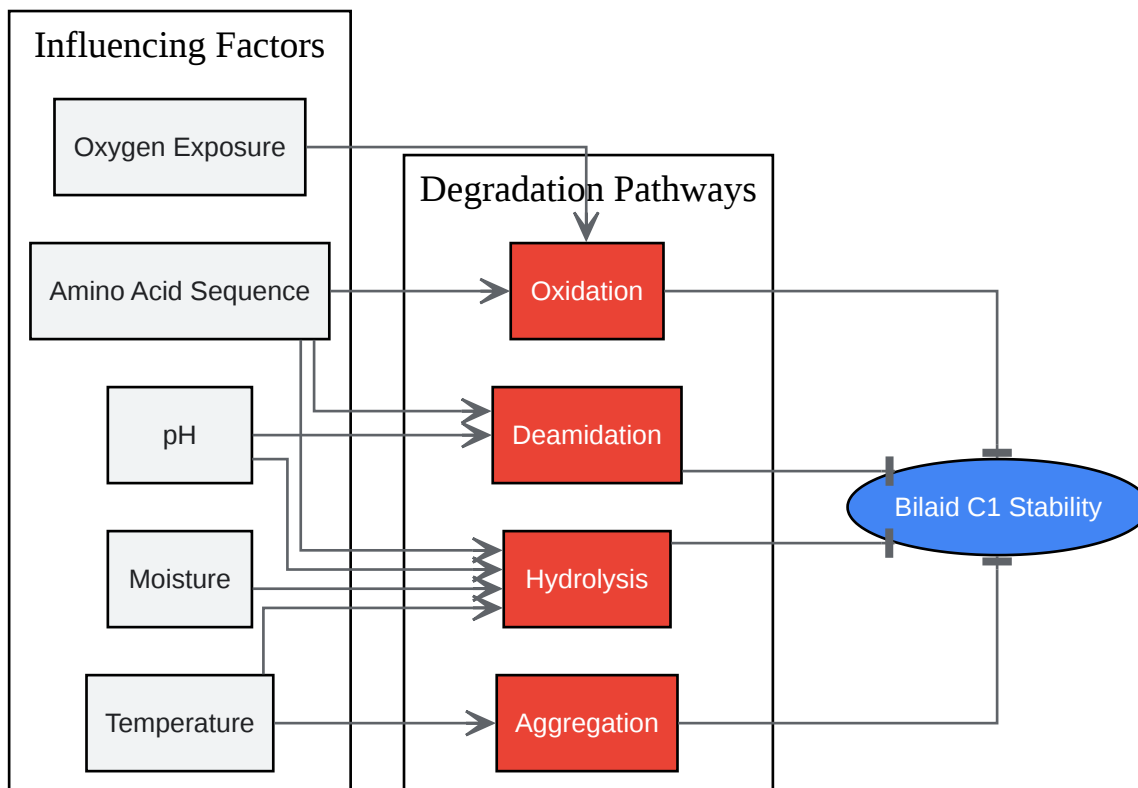 Influencing Factors
Oxygen Exposure
Amino Acid Sequence
pH
Moisture
Temperature
Degradation Pathways
Oxidation
Deamidation
Hydrolysis
Aggregation
Bilaid C1 Stability